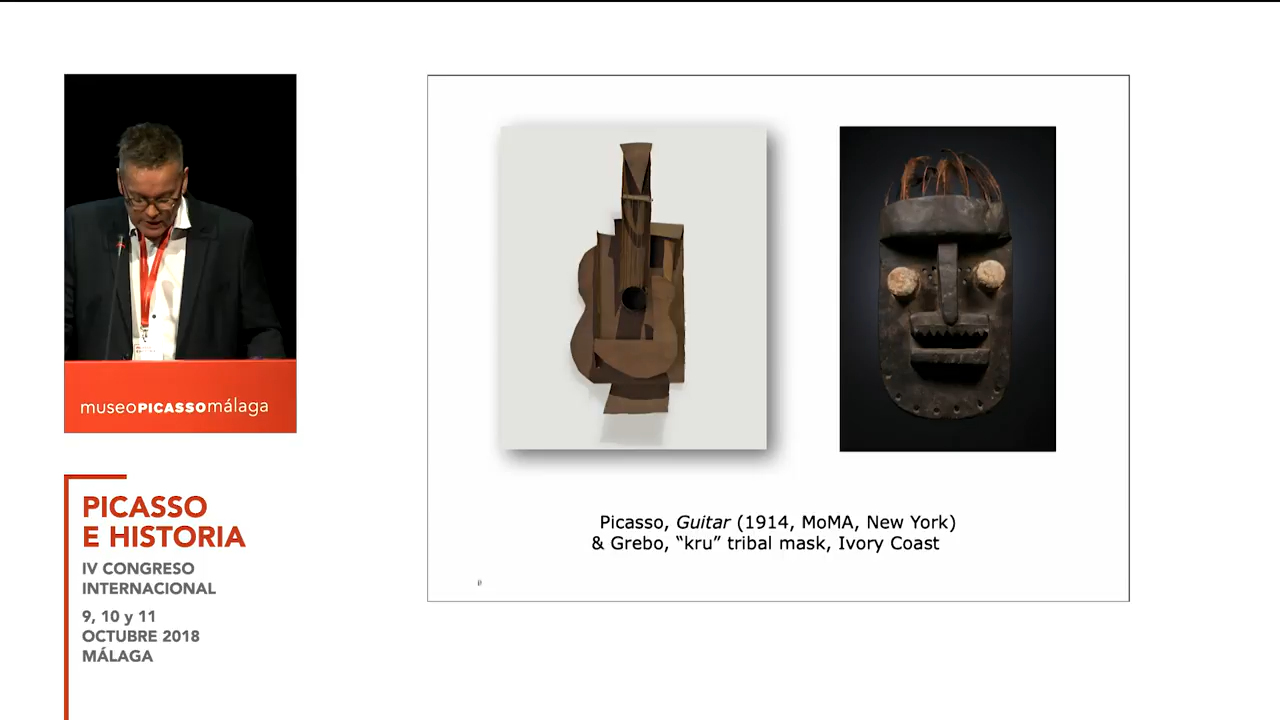 museoPICASSOmálaga
PICASSO
E HISTORIA
IV CONGRESO
INTERNACIONAL
9, 10 y 11
OCTUBRE 2018
MÁLAGA
Picasso, Guitar (1914, MoMA, New York)
& Grebo, “kru” tribal mask, Ivory Coast